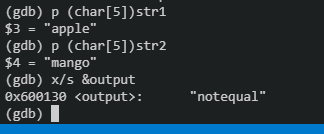 (gdb) p (char[5])str1
$3 = "apple"
(gdb) p (char[5])str2
$4 = "mango"
(gdb) x/s &output
0x600130 <output>:      "notequal"
(gdb)